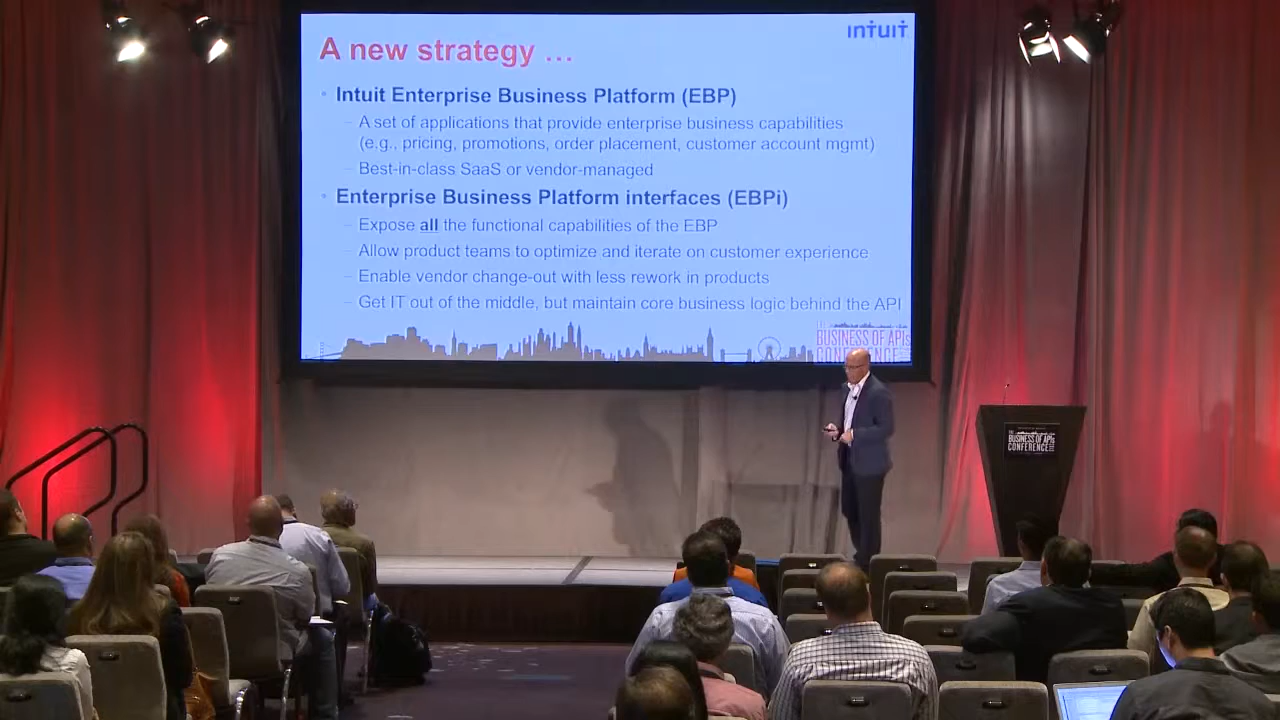 INTUIT
A new strategy …
• Intuit Enterprise Business Platform (EBP)
– A set of applications that provide enterprise business capabilities
(e.g., pricing, promotions, order placement, customer account mgmt)
– Best-in-class SaaS or vendor-managed
• Enterprise Business Platform interfaces (EBPi)
– Expose all the functional capabilities of the EBP
– Allow product teams to optimize and iterate on customer experience
– Enable vendor change-out with less rework in products
– Get IT out of the middle, but maintain core business logic behind the API
THE
BUSINESS OF APIs
CONFERENCE
THE
BUSINESS OF APIs
CONFERENCE